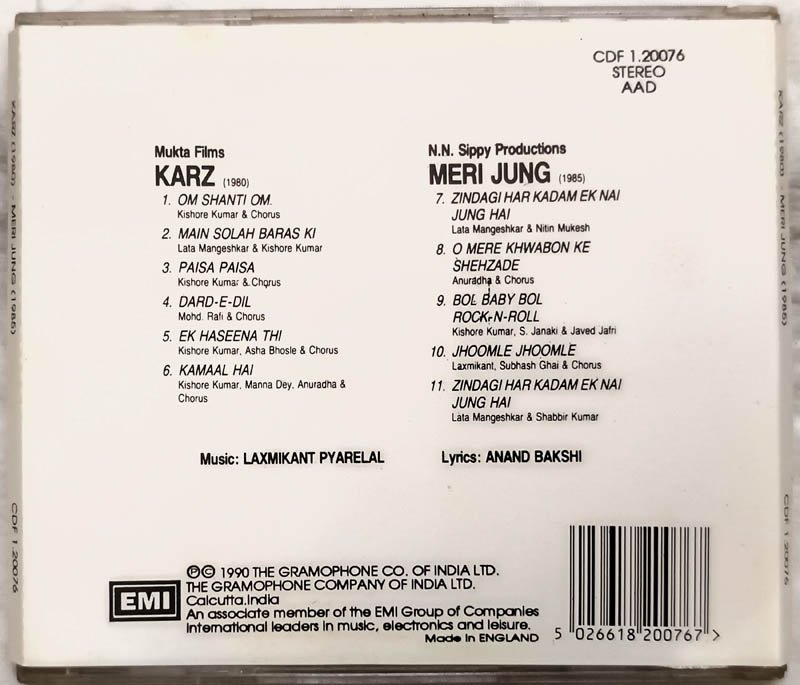 CDF 1.20076
STEREO
AAD
Mukta Films
KARZ (1980)
1. OM SHANTI OM.
Kishore Kumar & Chorus
2. MAIN SOLAH BARAS KI
Lata Mangeshkar & Kishore Kumar
3. PAISA PAISA
Kishore Kumar & Chorus
4. DARD-E-DIL
Mohd. Rafi & Chorus
5. EK HASEENA THI
Kishore Kumar, Asha Bhosle & Chorus
6. KAMAAL HAI
Kishore Kumar, Manna Dey, Anuradha &
Chorus
N.N. Sippy Productions
MERI JUNG (1985)
7. ZINDAGI HAR KADAM EK NAI
JUNG HAI
Lata Mangeshkar & Nitin Mukesh
8. O MERE KHWABON KE
SHEHZADE
Anuradha & Chorus
9. BOL BABY BOL
ROCK-N-ROLL
Kishore Kumar, S. Janaki & Javed Jafri
10. JHOOMLE JHOOMLE
Laxmikant, Subhash Ghai & Chorus
11. ZINDAGI HAR KADAM EK NAI
JUNG HAI
Lata Mangeshkar & Shabbir Kumar
Music: LAXMIKANT PYARELAL
Lyrics: ANAND BAKSHI
EMI
℗© 1990 THE GRAMOPHONE CO. OF INDIA LTD.
THE GRAMOPHONE COMPANY OF INDIA LTD.
Calcutta.India
An associate member of the EMI Group of Companies
International leaders in music, electronics and leisure.
Made in ENGLAND
5 026618 200767 >
KARZ (1980) - MERI JUNG (1985)
CDF 1.20076
KARZ (1980) - MERI JUNG (1985)
CDF 1.20076